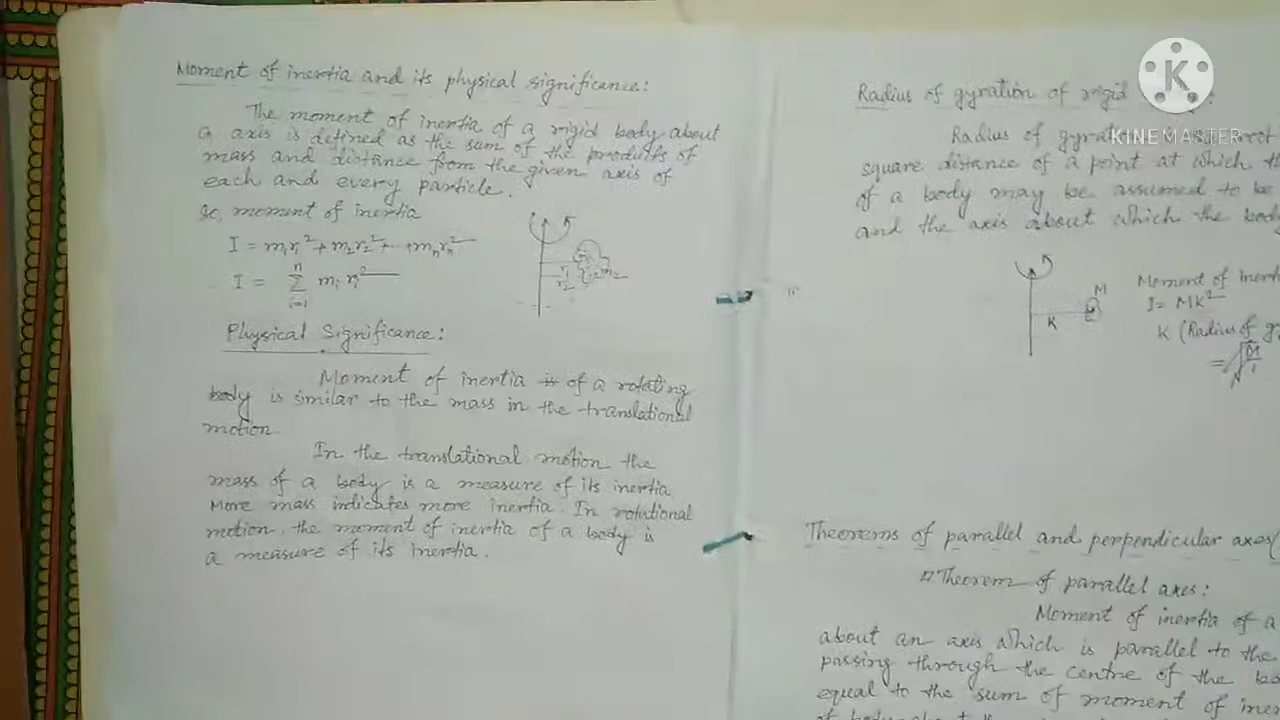 Moment of inertia and its physical significance:
The moment of inertia of a rigid body about
a axis is defined as the sum of the products of
mass and distance from the given axis of
each and every particle.
So, moment of inertia
I = m₁r₁² + m₂r₂² + ... + mₙrₙ²
I = n∑i=1 mᵢ rᵢ²
Physical Significance:
Moment of inertia of a rotating
body is similar to the mass in the translational
motion.
In the translational motion the
mass of a body is a measure of its inertia
More mass indicates more inertia. In rotational
motion, the moment of inertia of a body is
a measure of its inertia.
Radius of gyration of rigid
Radius of
square distance of a point at which
of a body may be assumed to be
and the axis about which the
M
K
Moment of
I = MK²
K (Radius of
Theorems of parallel and perpendicular axes(
Theorem of parallel axes:
Moment of inertia of a
about an axis which is parallel to the
passing through the centre of the
equal to the sum of moment of
K
KINEMASTER